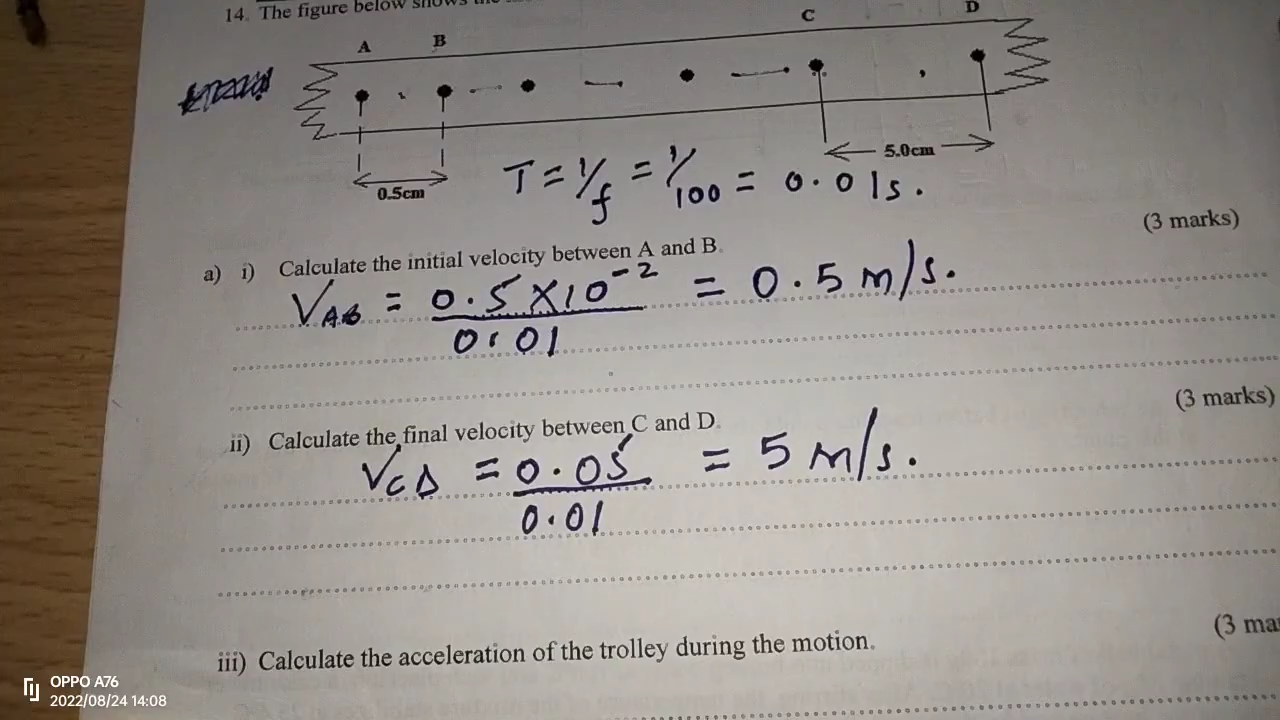 14. The figure below shows the
C D
A B
5.0cm
0.5cm
T = 1/f = 1/100 = 0.01s.
(3 marks)
a) i) Calculate the initial velocity between A and B.
VAB = 0.5 X 10⁻² = 0.5 m/s.
0.01
(3 marks)
ii) Calculate the final velocity between C and D.
VCD = 0.05 = 5 m/s.
0.01
(3 ma
iii) Calculate the acceleration of the trolley during the motion.
OPPO A76
2022/08/24 14:08